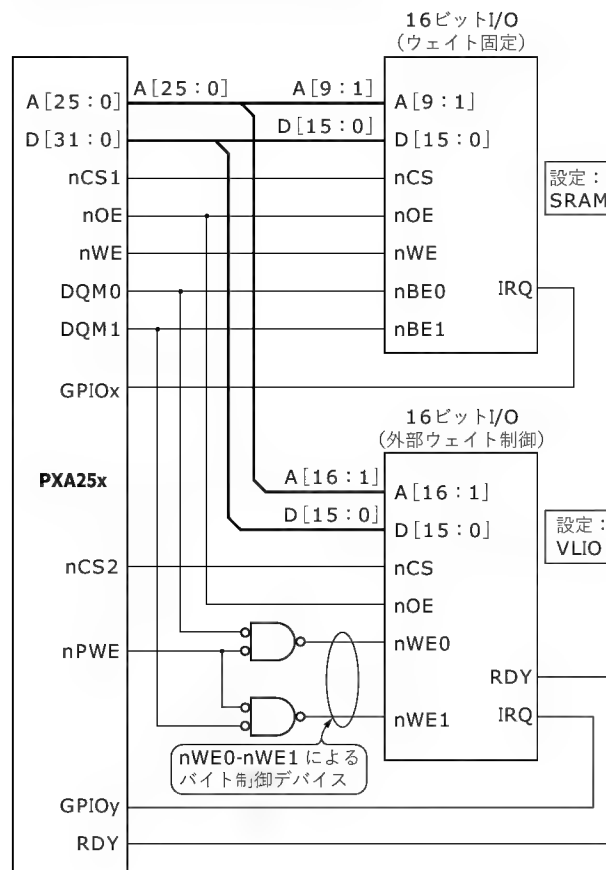 16ビットI/O
(ウェイト固定)
A[25:0]
A[25:0]
A[9:1]
A[9:1]
D[31:0]
D[15:0]
D[15:0]
nCS1
nCS
設定:
SRAM
nOE
nOE
nWE
nWE
DQM0
nBE0
IRQ
DQM1
nBE1
GPIOx
16ビットI/O
(外部ウェイト制御)
PXA25x
A[16:1]
A[16:1]
D[15:0]
D[15:0]
設定:
VLIO
nCS2
nCS
nOE
nPWE
nWE0
RDY
nWE1
IRQ
nWE0-nWE1による
バイト制御デバイス
GPIOy
RDY